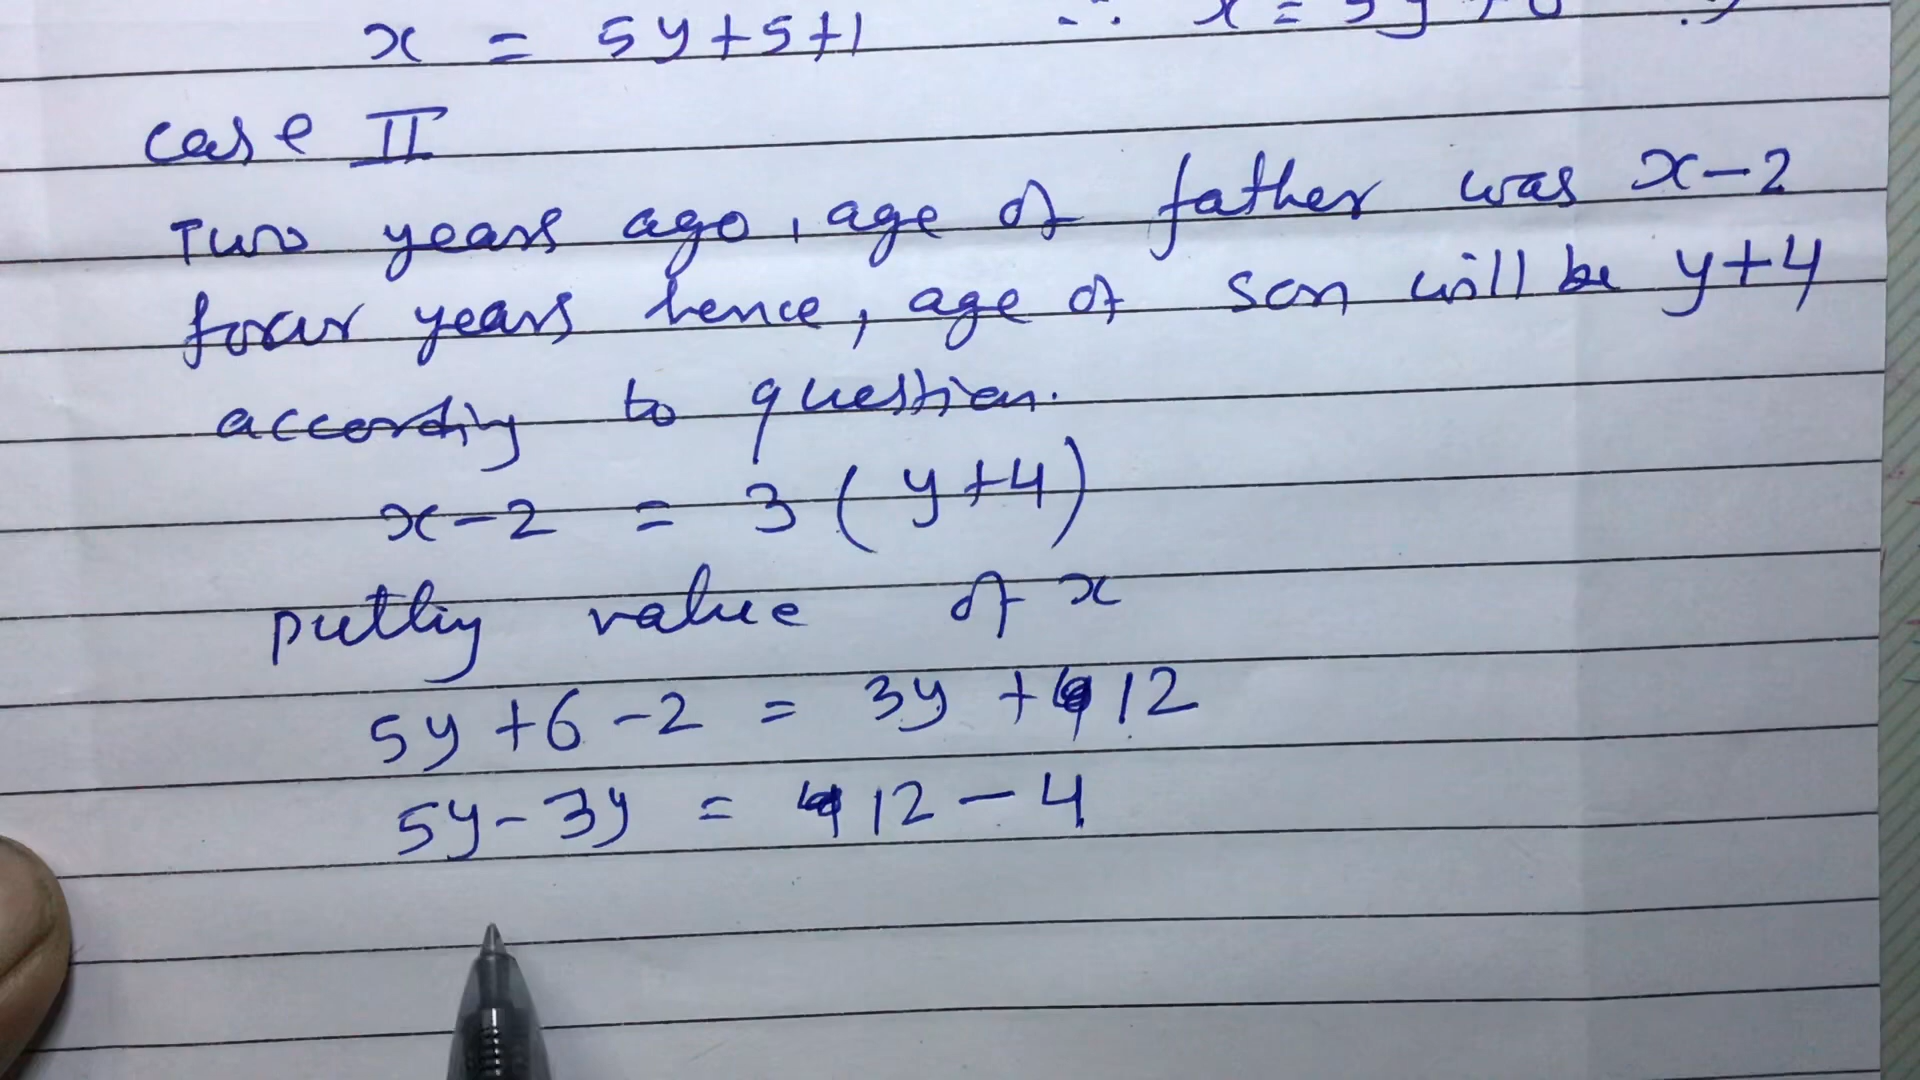 x = 5y+5+1 ∴ x = 5y+6
case II
Two years ago, age of father was x-2
four years hence, age of son will be y+4
according to question.
x-2 = 3(y+4)
putting value of x
5y+6-2 = 3y+12
5y-3y = 12-4